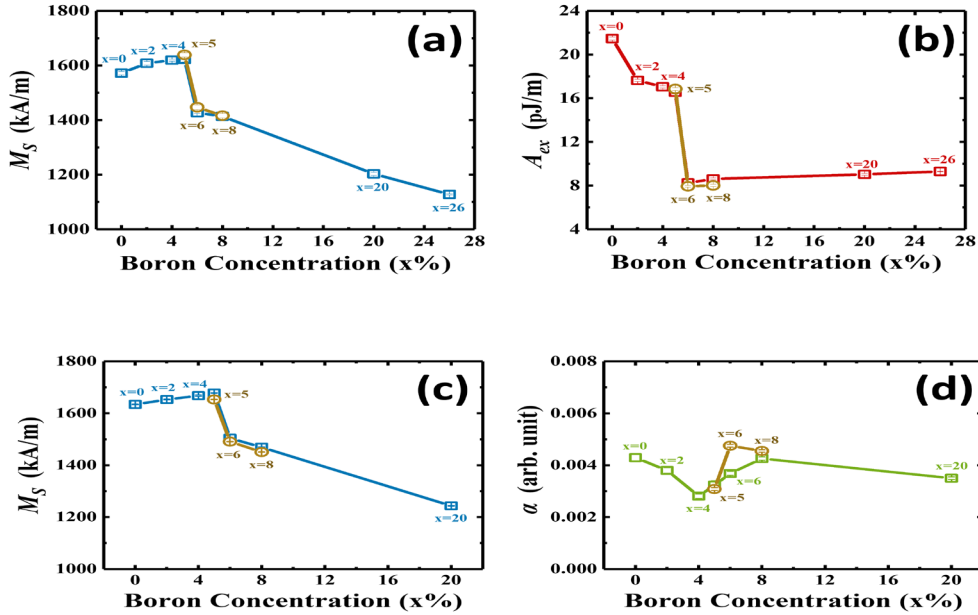 (a)
1800
1600
1400
1200
1000
M_S (kA/m)
x=0
x=2
x=4
x=5
x=6
x=8
x=20
x=26
0 4 8 12 16 20 24 28
Boron Concentration (x%)
(b)
24
20
16
12
8
4
A_ex (pJ/m)
x=0
x=2
x=4
x=5
x=6
x=8
x=20
x=26
0 4 8 12 16 20 24 28
Boron Concentration (x%)
(c)
1800
1600
1400
1200
1000
M_S (kA/m)
x=0
x=2
x=4
x=5
x=6
x=8
x=20
0 4 8 12 16 20
Boron Concentration (x%)
(d)
0.008
0.006
0.004
0.002
0.000
α (arb. unit)
x=0
x=2
x=4
x=5
x=6
x=6
x=8
x=20
0 4 8 12 16 20
Boron Concentration (x%)